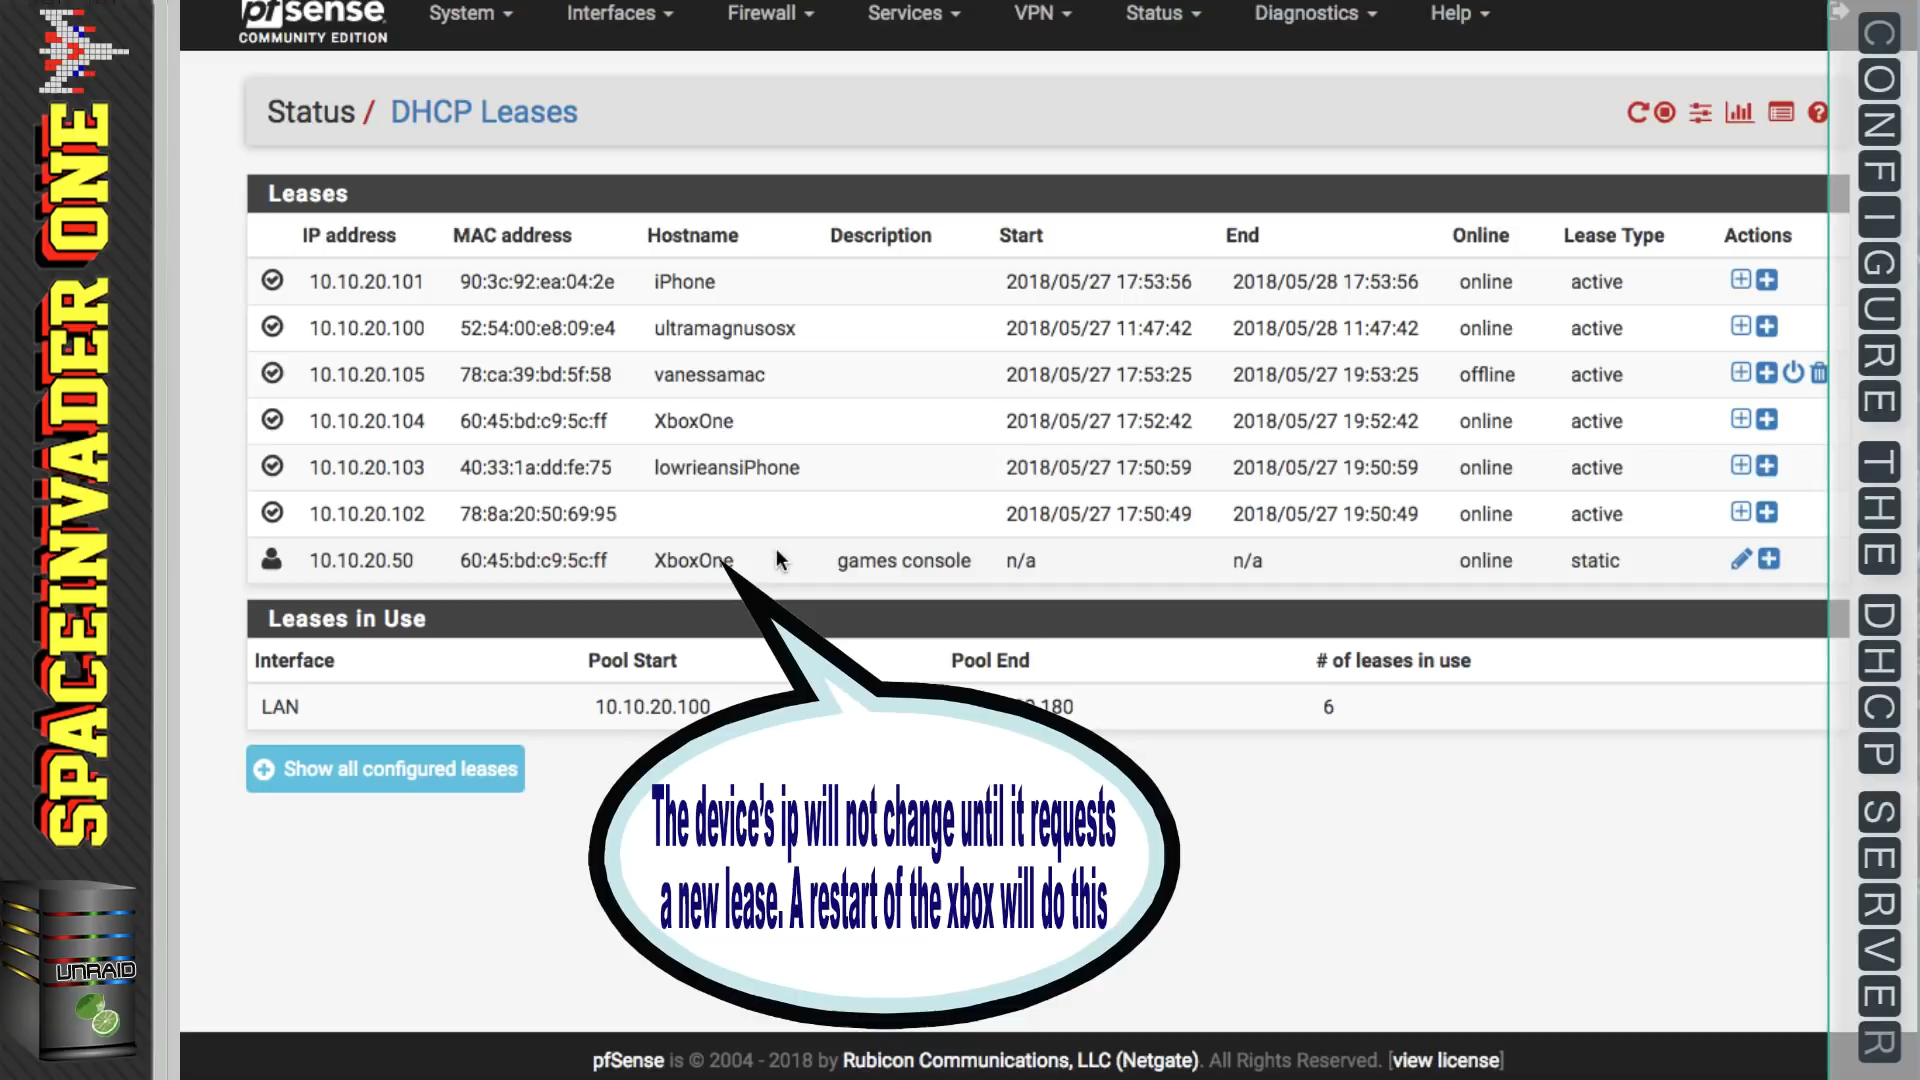 pfsense
COMMUNITY EDITION
System Interfaces Firewall Services VPN Status Diagnostics Help
Status / DHCP Leases
Leases
IP address MAC address Hostname Description Start End Online Lease Type Actions
10.10.20.101 90:3c:92:ea:04:2e iPhone 2018/05/27 17:53:56 2018/05/28 17:53:56 online active
10.10.20.100 52:54:00:e8:09:e4 ultramagnusosx 2018/05/27 11:47:42 2018/05/28 11:47:42 online active
10.10.20.105 78:ca:39:bd:5f:58 vanessamac 2018/05/27 17:53:25 2018/05/27 19:53:25 offline active
10.10.20.104 60:45:bd:c9:5c:ff XboxOne 2018/05/27 17:52:42 2018/05/27 19:52:42 online active
10.10.20.103 40:33:1a:dd:fe:75 lowrieansiPhone 2018/05/27 17:50:59 2018/05/27 19:50:59 online active
10.10.20.102 78:8a:20:50:69:95 2018/05/27 17:50:49 2018/05/27 19:50:49 online active
10.10.20.50 60:45:bd:c9:5c:ff XboxOne games console n/a n/a online static
Leases in Use
Interface Pool Start Pool End # of leases in use
LAN 10.10.20.100 .180 6
Show all configured leases
The device's ip will not change until it requests
a new lease. A restart of the xbox will do this
pfSense is © 2004 - 2018 by Rubicon Communications, LLC (Netgate). All Rights Reserved. [view license]
SPACEINVADER ONE
UNRAID
CONFIGURE THE DHCP SERVER